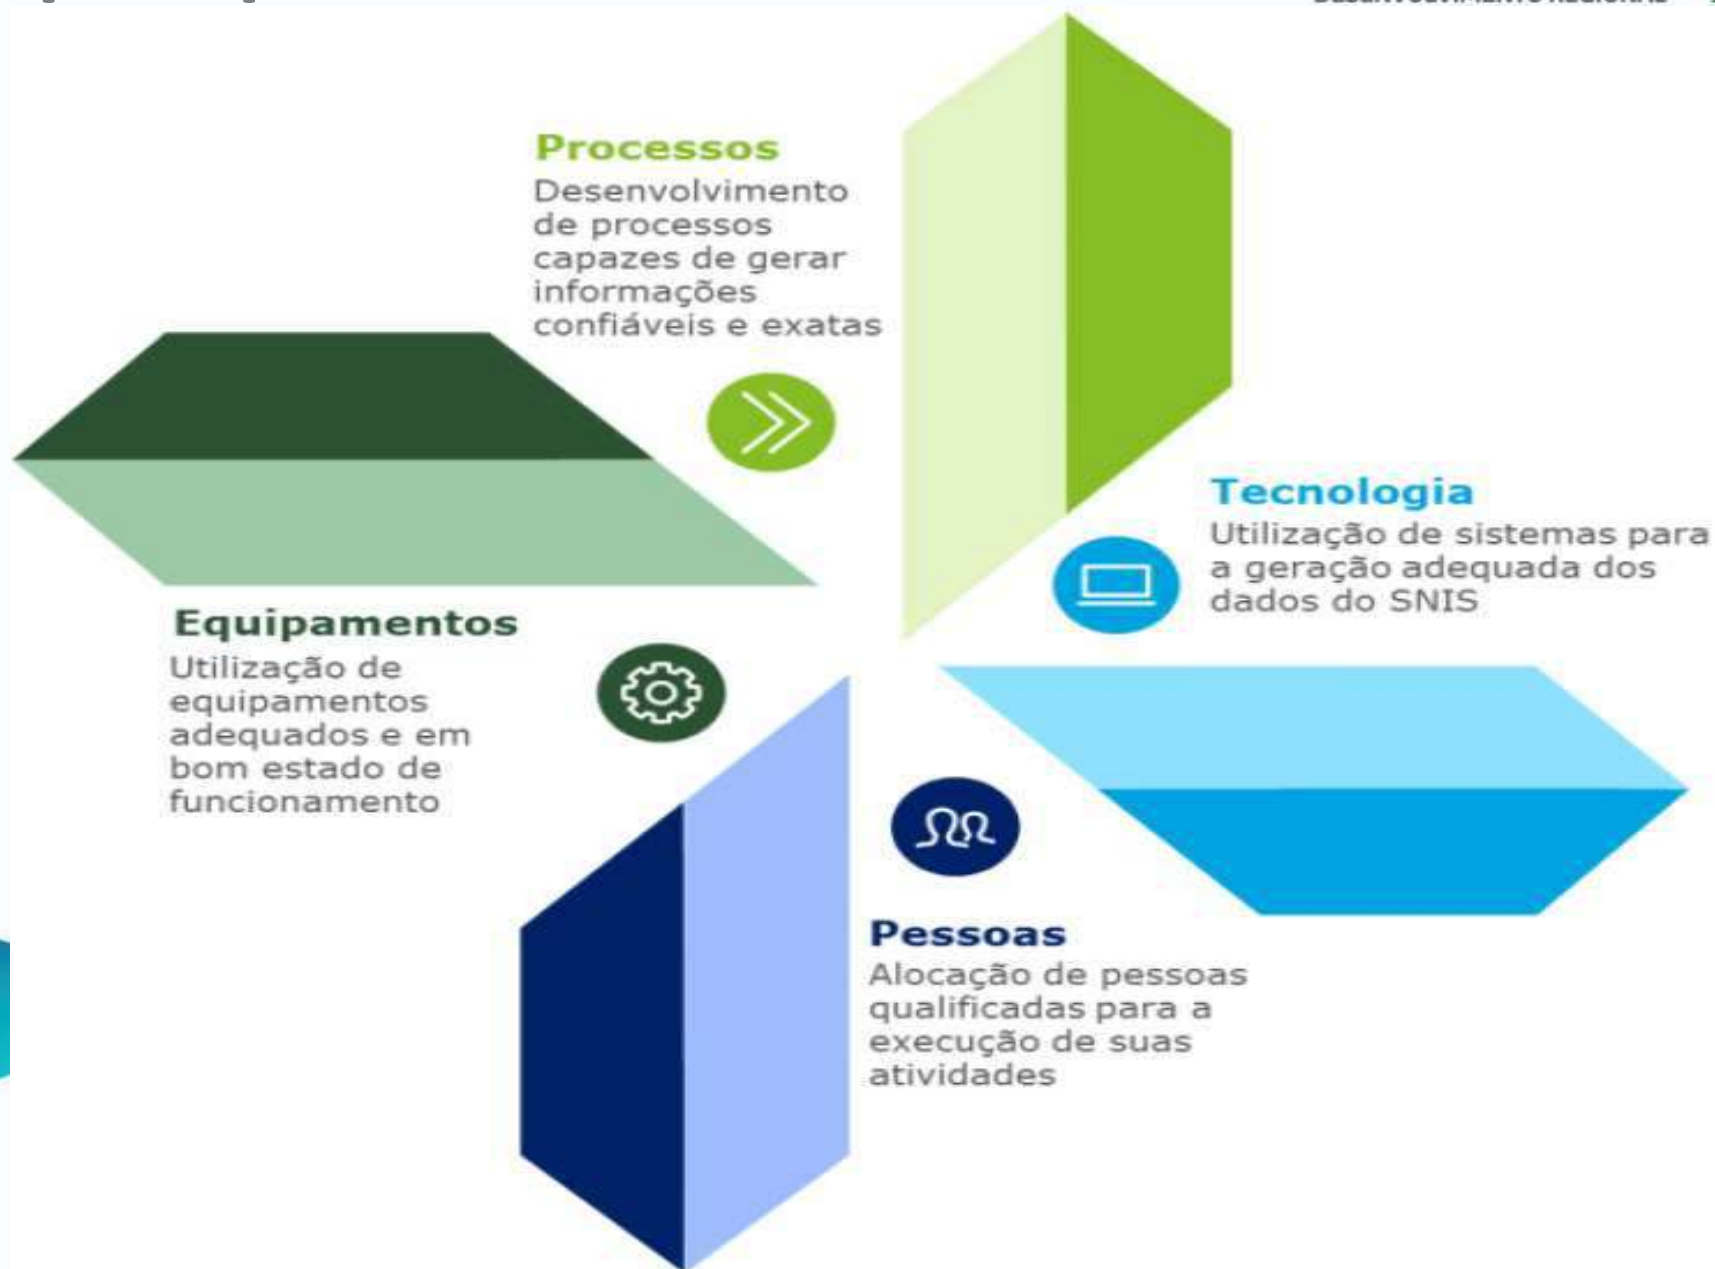 DESENVOLVIMENTO REGIONAL
Processos
Desenvolvimento
de processos
capazes de gerar
informações
confiáveis e exatas
Tecnologia
Utilização de sistemas para
a geração adequada dos
dados do SNIS
Equipamentos
Utilização de
equipamentos
adequados e em
bom estado de
funcionamento
Pessoas
Alocação de pessoas
qualificadas para a
execução de suas
atividades